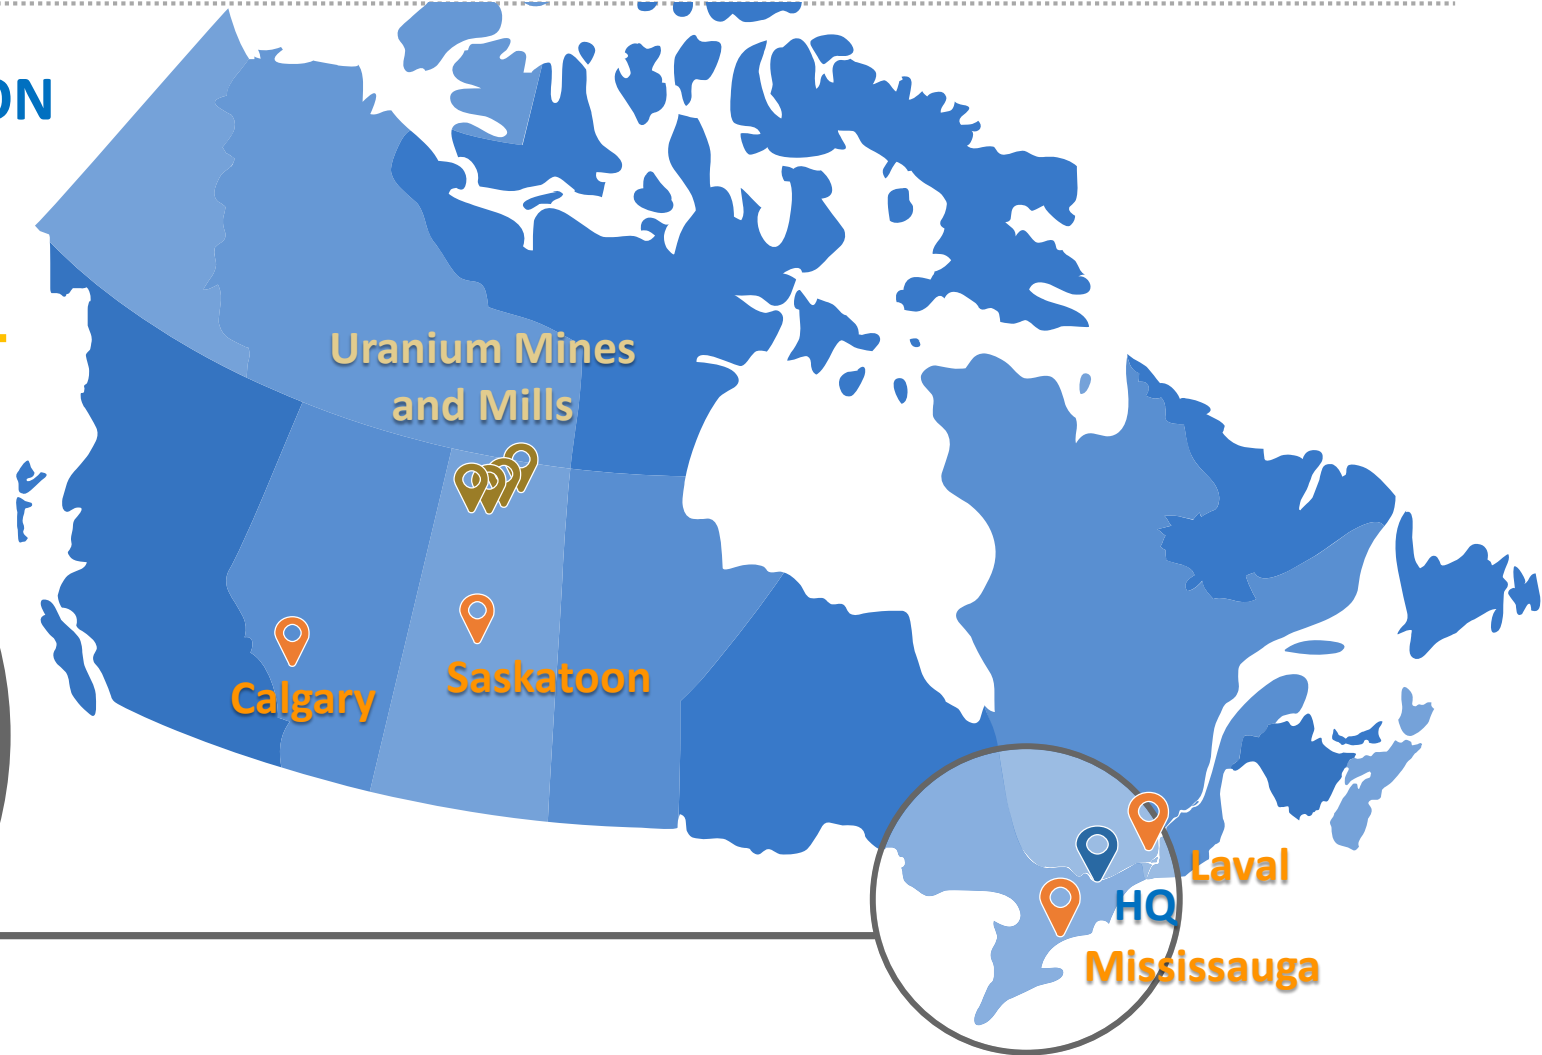 ON
Uranium Mines
and Mills
Saskatoon
Calgary
Laval
HQ
Mississauga